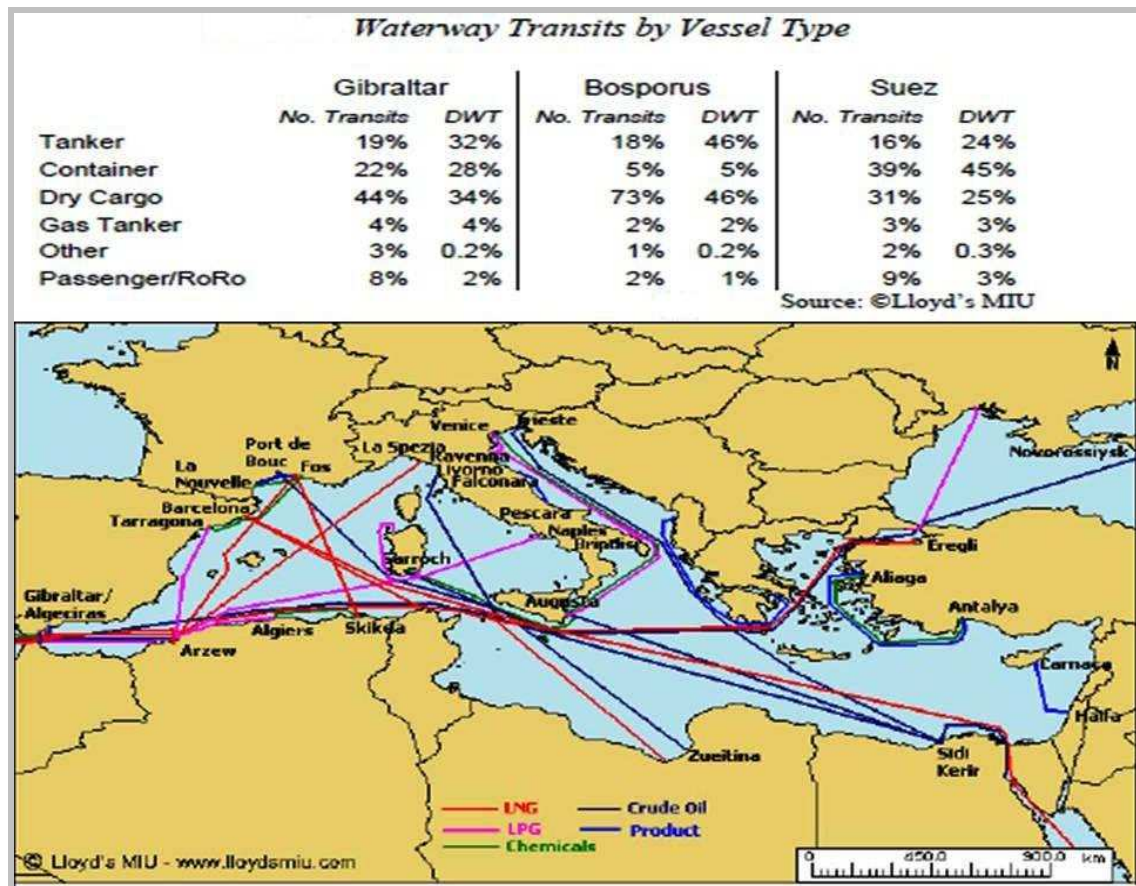 Waterway Transits by Vessel Type
Gibraltar Bosporus Suez
No. Transits DWT No. Transits DWT No. Transits DWT
Tanker 19% 32% 18% 46% 16% 24%
Container 22% 28% 5% 5% 39% 45%
Dry Cargo 44% 34% 73% 46% 31% 25%
Gas Tanker 4% 4% 2% 2% 3% 3%
Other 3% 0.2% 1% 0.2% 2% 0.3%
Passenger/RoRo 8% 2% 2% 1% 9% 3%
Source: ©Lloyd's MIU
N
Venice Trieste
Port de
Bouc
La Spezia
Ravenna
Novorossiysk
La
Nouvelle
Fos
Livorno
Falconara
Barcelona
Tarragona
Pescara
Naples
Brindisi
Eregli
Sarroch
Aliaga
Gibraltar/
Algeciras
Augusta
Antalya
Algiers
Skikda
Arzew
Carnaca
Haifa
Zueitina
Sidi
Kerir
LNG Crude Oil
LPG Product
Chemicals
© Lloyd's MIU - www.lloydsmiu.com
0 450.0 900.0 km